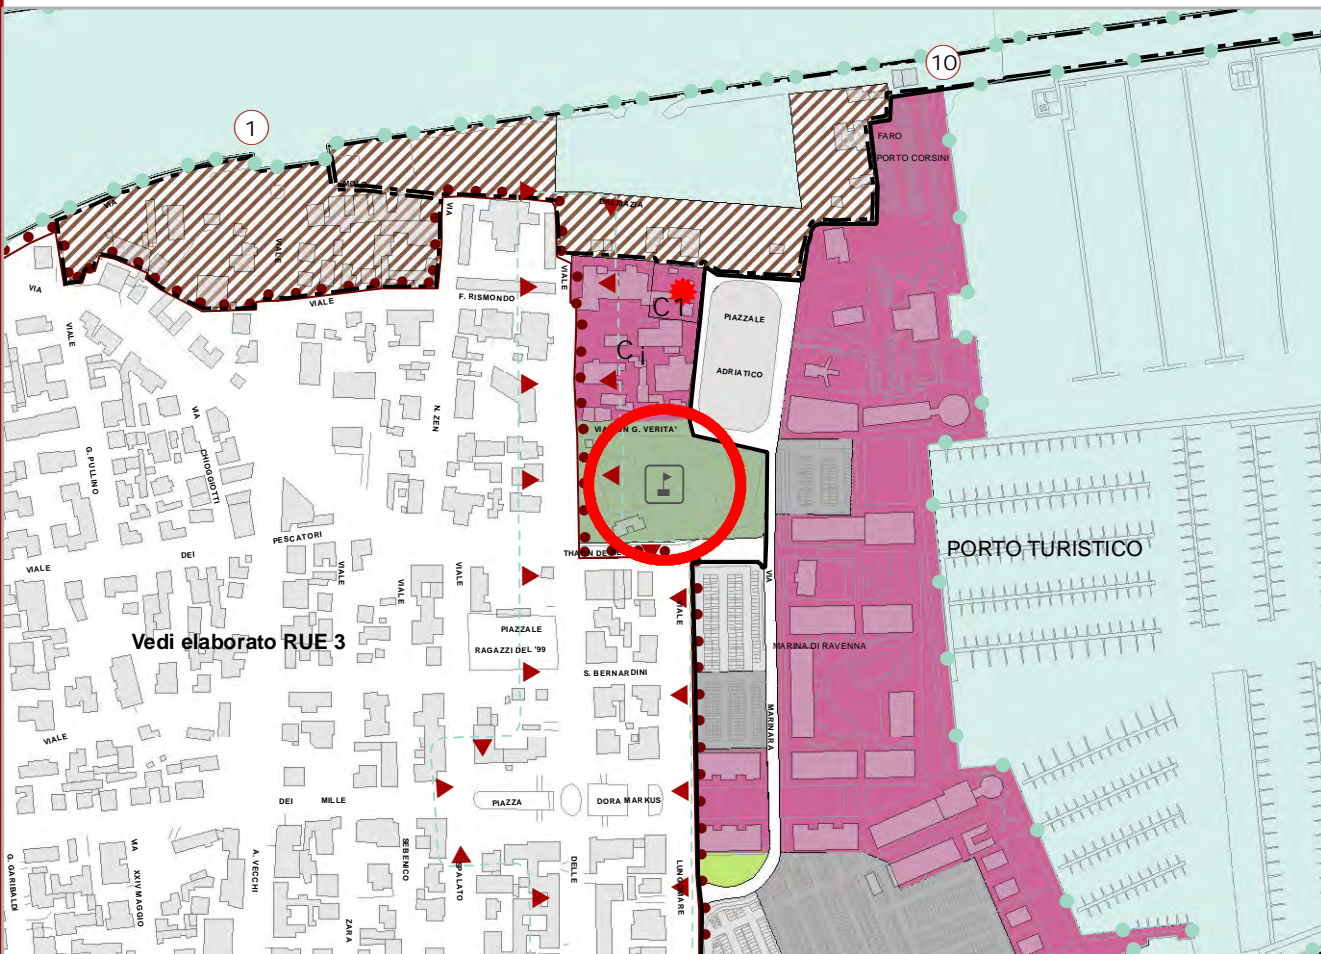 10
1
FARO
PORTO CORSINI
VIA
DALMAZIA
VIA
VIALE
VIALE
VIA
VIALE
F. RISMONDO
C1
PIAZZALE
VIALE
Ci
ADRIATICO
VIA
CHIOGGIOTTI
N. ZEN
G. PULLINO
PESCATORI
DEI
VIALE
VIALE
VIALE
VIALE
PORTO TURISTICO
VIA
VIALE
PIAZZALE
RAGAZZI DEL '99
Vedi elaborato RUE 3
MARINA DI RAVENNA
S. BERNARDINI
MARINARA
VIALE
DEI MILLE
PIAZZA
DORA MARKUS
G. GARIBALDI
VIA
XXIV MAGGIO
A. VECCHI
ZARA
SEBENICO
SPALATO
DELLE
LUNGOMARE